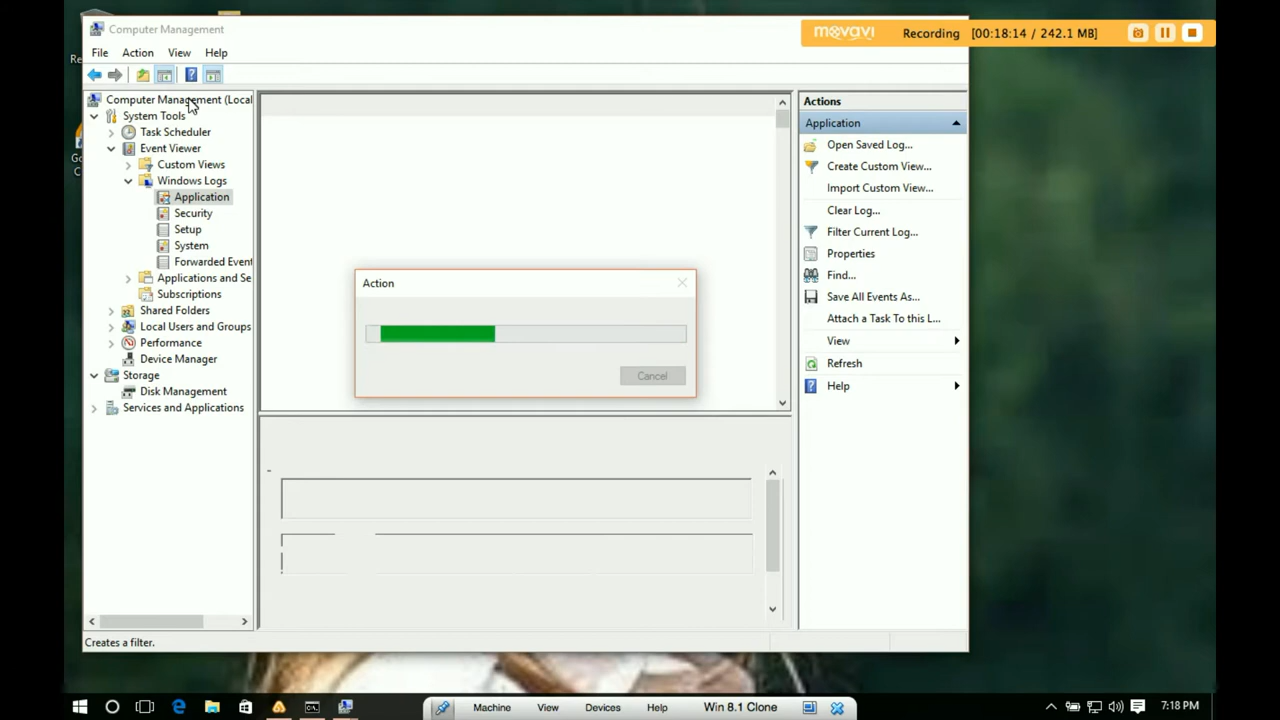 Computer Management
movavi
Recording [00:18:14 / 242.1 MB]
File Action View Help
Re
Computer Management (Local
System Tools
Task Scheduler
Event Viewer
Custom Views
Windows Logs
Application
Security
Setup
System
Forwarded Event
Applications and Se
Subscriptions
Shared Folders
Local Users and Groups
Performance
Device Manager
Storage
Disk Management
Services and Applications
Go
C
Action
Cancel
Actions
Application
Open Saved Log...
Create Custom View...
Import Custom View...
Clear Log...
Filter Current Log...
Properties
Find...
Save All Events As...
Attach a Task To this L...
View
Refresh
Help
Creates a filter.
Machine View Devices Help Win 8.1 Clone
7:18 PM